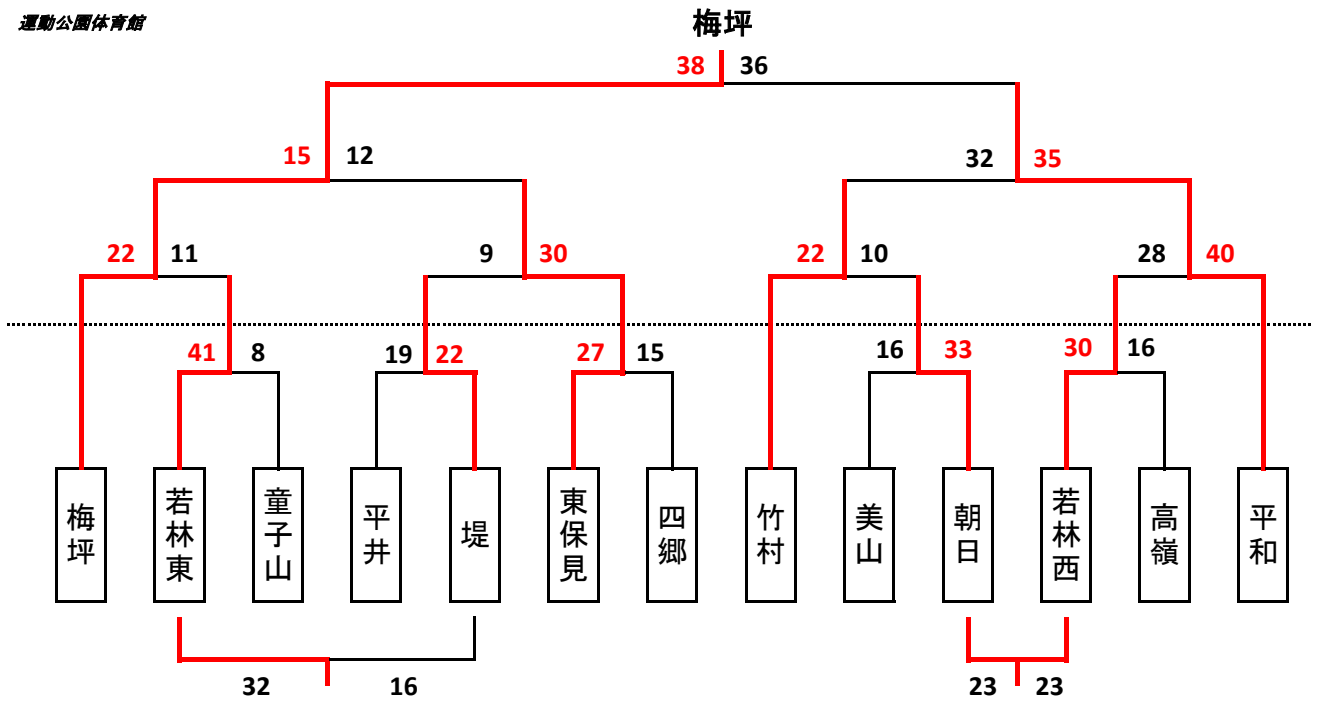 運動公園体育館
梅坪
38 36
15 12 32 35
22 11 9 30 22 10 28 40
41 8 19 22 27 15 16 33 30 16
梅坪
若林東
童子山
平井
堤
東保見
四郷
竹村
美山
朝日
若林西
高嶺
平和
32 16 23 23